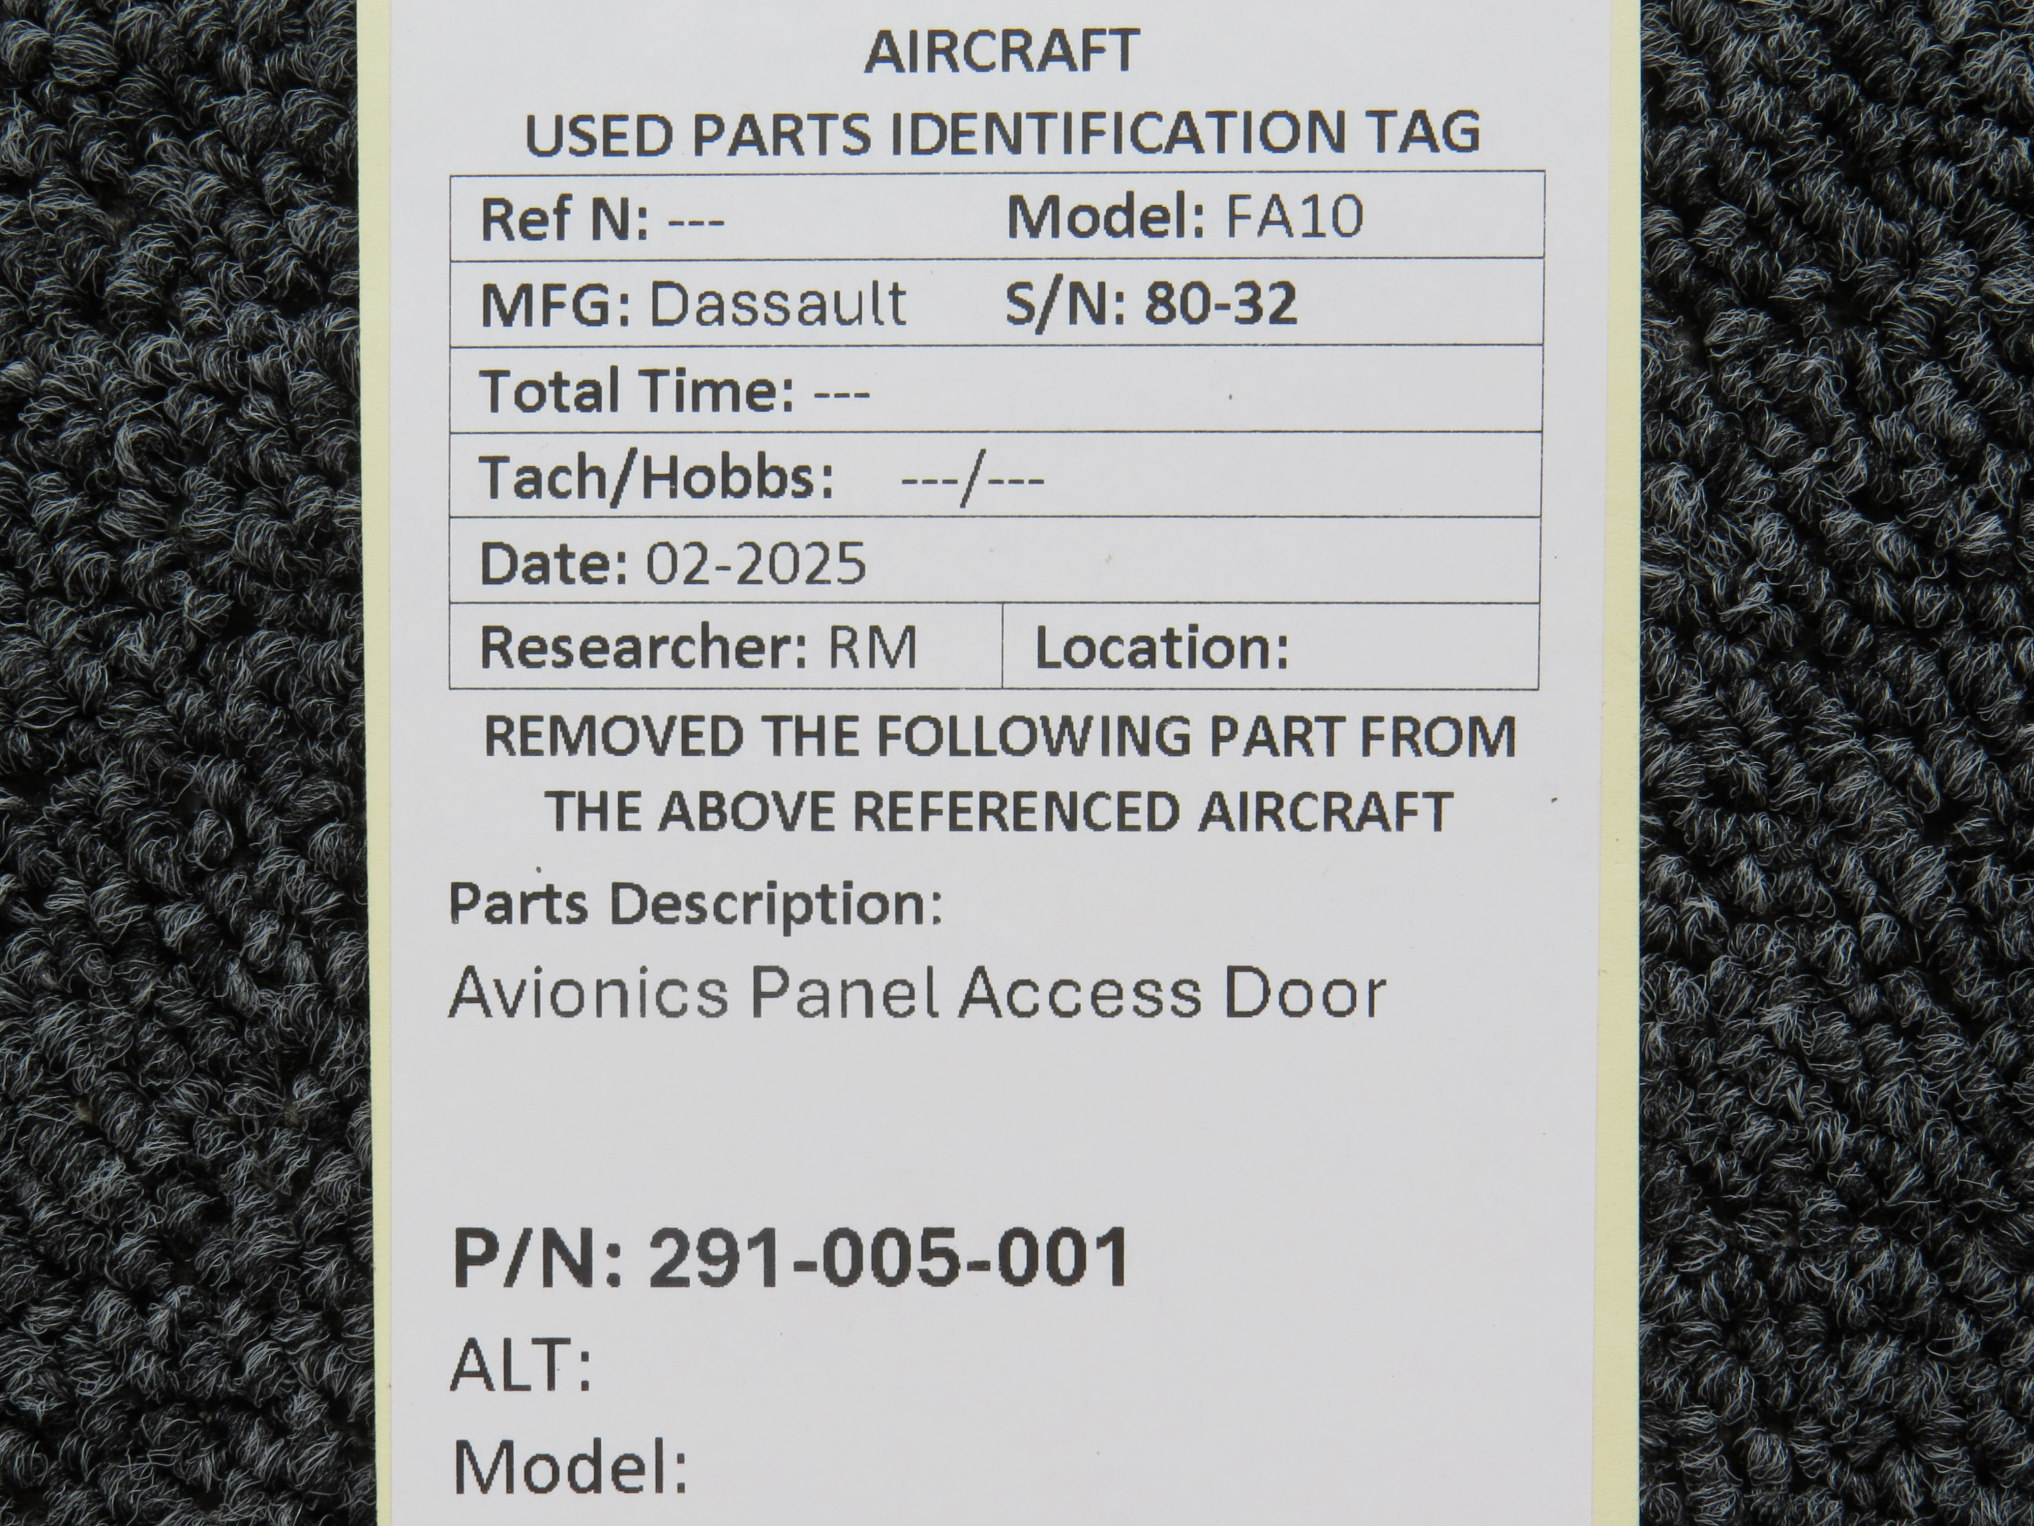 AIRCRAFT
USED PARTS IDENTIFICATION TAG
Ref N: --- Model: FA10
MFG: Dassault S/N: 80-32
Total Time: ---
Tach/Hobbs: ---/---
Date: 02-2025
Researcher: RM Location:
REMOVED THE FOLLOWING PART FROM
THE ABOVE REFERENCED AIRCRAFT
Parts Description:
Avionics Panel Access Door
P/N: 291-005-001
ALT:
Model: